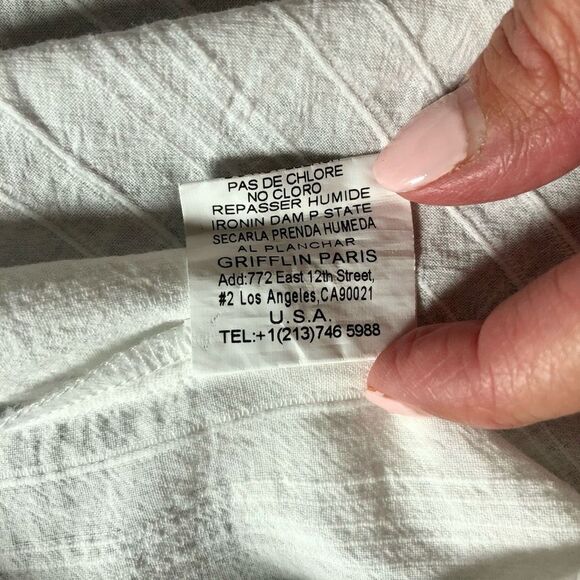 PAS DE CHLORE
NO CLORO
REPASSER HUMIDE
IRONIN DAM P STATE
SECARLA PRENDA HUMEDA
AL PLANCHAR
GRIFFLIN PARIS
Add:772 East 12th Street,
#2 Los Angeles,CA90021
U.S.A.
TEL:+1(213)746 5988